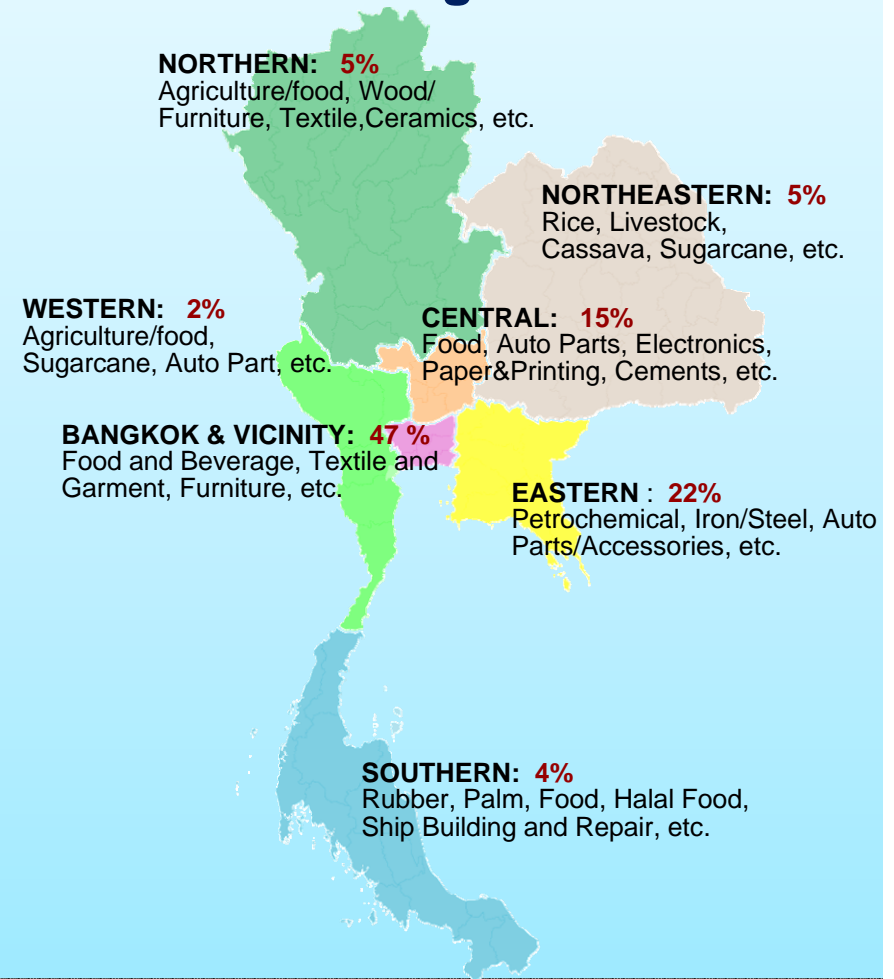 NORTHERN: 5%
Agriculture/food, Wood/
Furniture, Textile,Ceramics, etc.
NORTHEASTERN: 5%
Rice, Livestock,
Cassava, Sugarcane, etc.
WESTERN: 2%
Agriculture/food,
Sugarcane, Auto Part, etc.
CENTRAL: 15%
Food, Auto Parts, Electronics,
Paper&Printing, Cements, etc.
BANGKOK & VICINITY: 47 %
Food and Beverage, Textile and
Garment, Furniture, etc.
EASTERN : 22%
Petrochemical, Iron/Steel, Auto
Parts/Accessories, etc.
SOUTHERN: 4%
Rubber, Palm, Food, Halal Food,
Ship Building and Repair, etc.